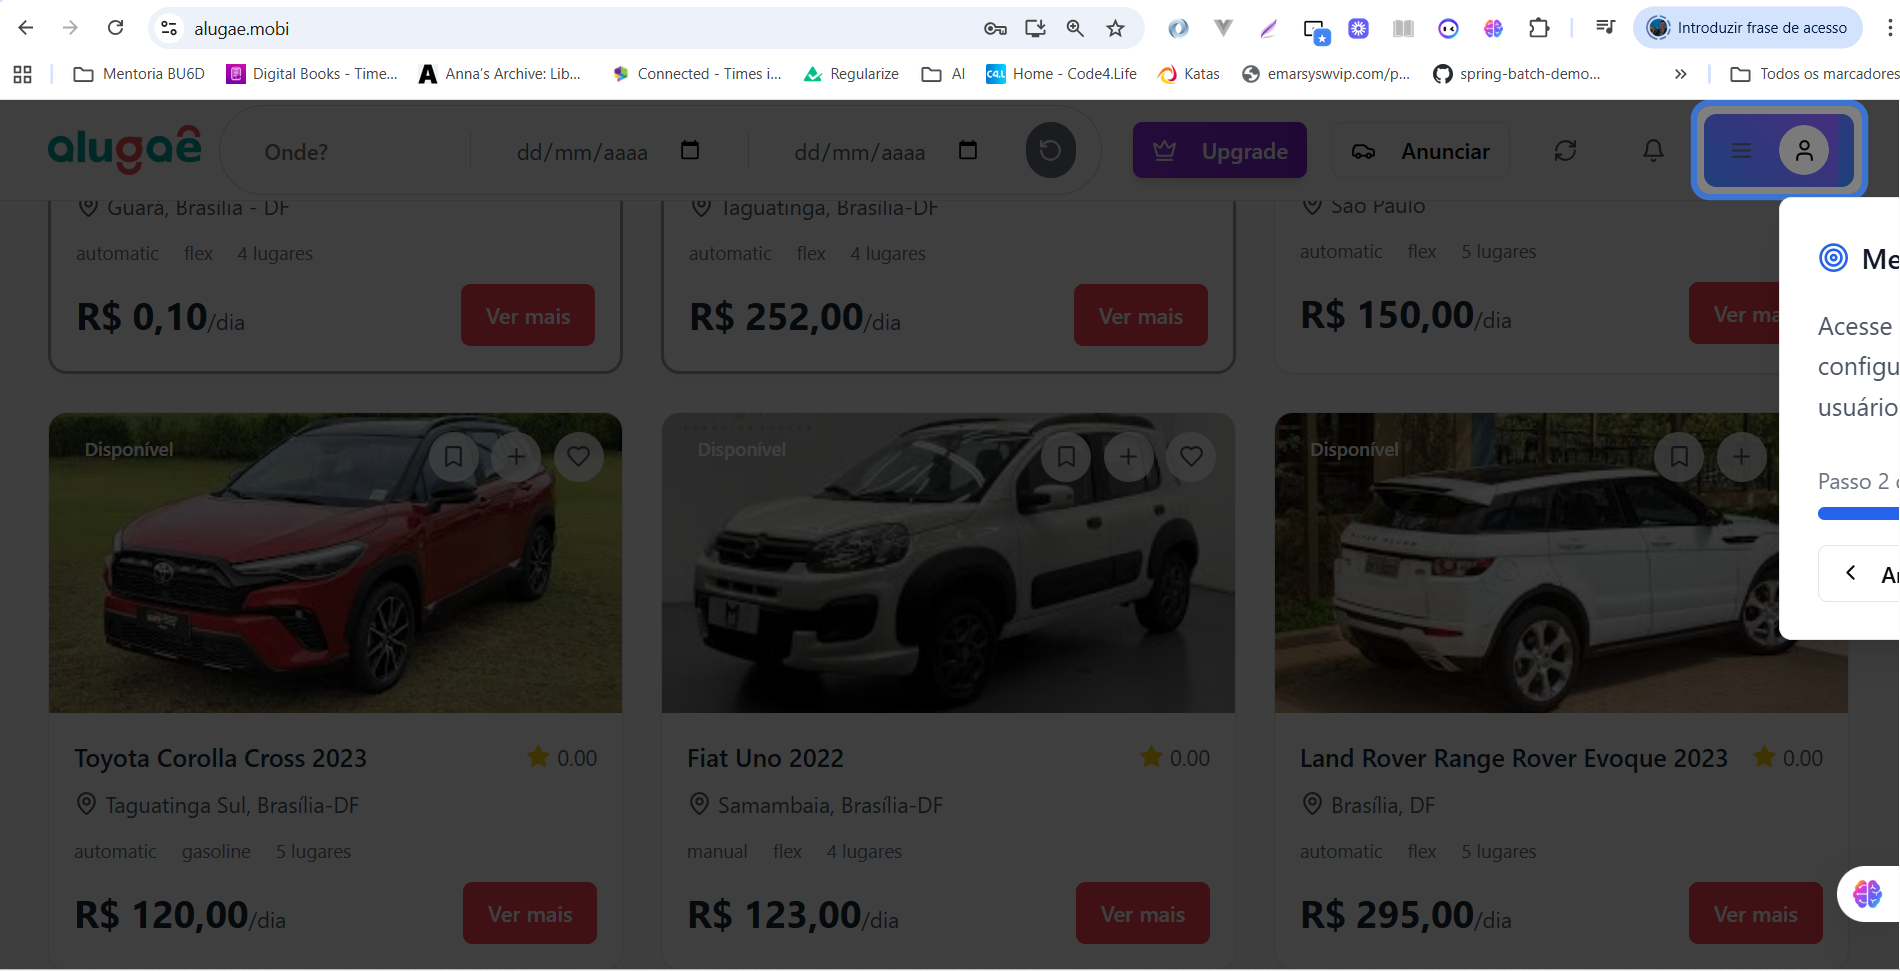 alugae.mobi
Introduzir frase de acesso
Mentoria BU6D
Digital Books - Time...
Anna's Archive: Lib...
Connected - Times i...
Regularize
AI
C4L
Home - Code4.Life
Katas
emarsyswvip.com/p...
spring-batch-demo...
Todos os marcadores
alugaê
Onde?
dd/mm/aaaa
dd/mm/aaaa
Upgrade
Anunciar
Guará, Brasília - DF
automatic flex 4 lugares
R$ 0,10/dia
Ver mais
Taguatinga, Brasília-DF
automatic flex 4 lugares
R$ 252,00/dia
Ver mais
São Paulo
automatic flex 5 lugares
R$ 150,00/dia
Ver ma
Me
Acesse
configu
usuário
Passo 2
Disponível
Toyota Corolla Cross 2023
0.00
Taguatinga Sul, Brasília-DF
automatic gasoline 5 lugares
R$ 120,00/dia
Ver mais
Disponível
Fiat Uno 2022
0.00
Samambaia, Brasília-DF
manual flex 4 lugares
R$ 123,00/dia
Ver mais
Disponível
Land Rover Range Rover Evoque 2023
0.00
Brasília, DF
automatic flex 5 lugares
R$ 295,00/dia
Ver mais